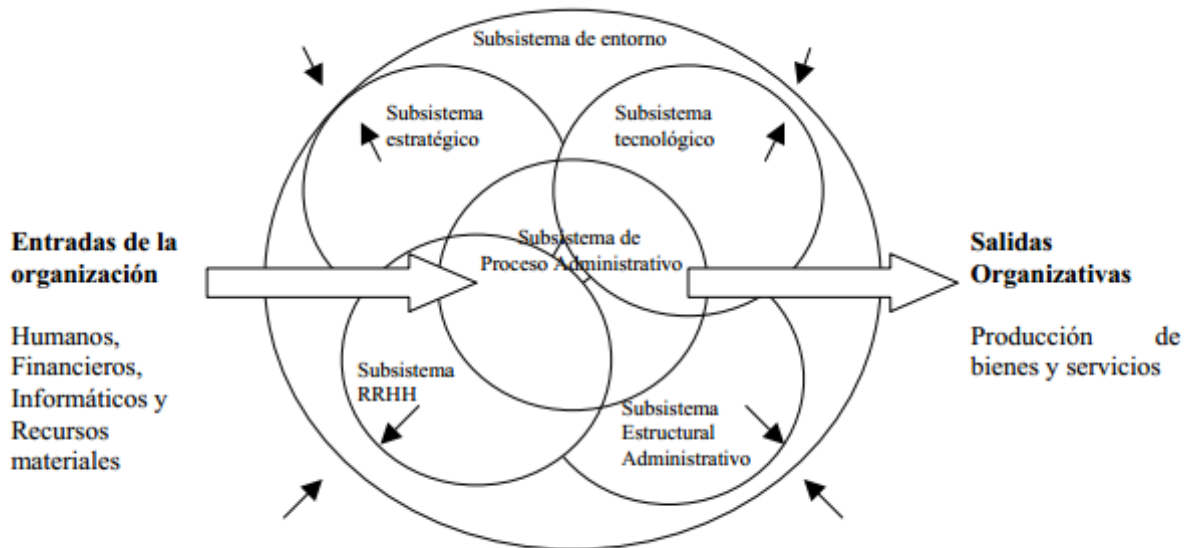 Subsistema de entorno
Subsistema
estratégico
Subsistema
tecnológico
Entradas de la
organización
Subsistema de
Proceso Administrativo
Salidas
Organizativas
Humanos,
Financieros,
Informáticos y
Recursos
materiales
Subsistema
RRHH
Subsistema
Estructural
Administrativo
Producción de
bienes y servicios